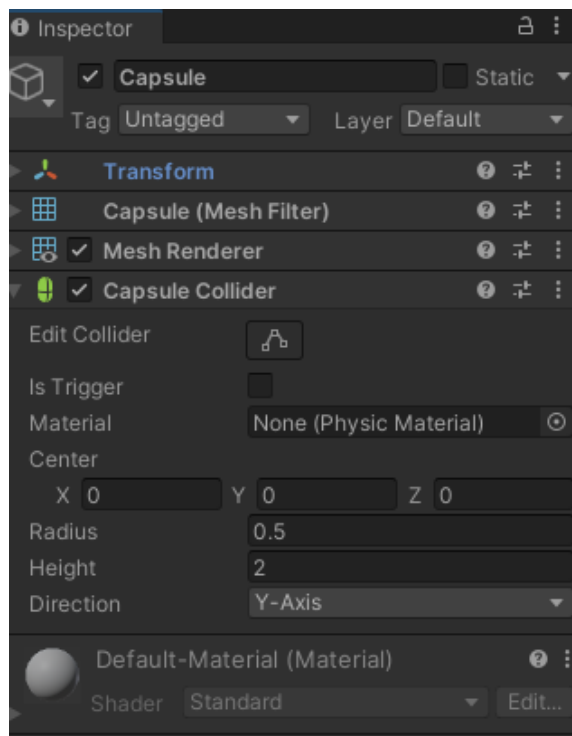 Inspector
Capsule Static
Tag Untagged Layer Default
Transform
Capsule (Mesh Filter)
Mesh Renderer
Capsule Collider
Edit Collider
Is Trigger
Material None (Physic Material)
Center
X 0 Y 0 Z 0
Radius 0.5
Height 2
Direction Y-Axis
Default-Material (Material)
Shader Standard Edit...